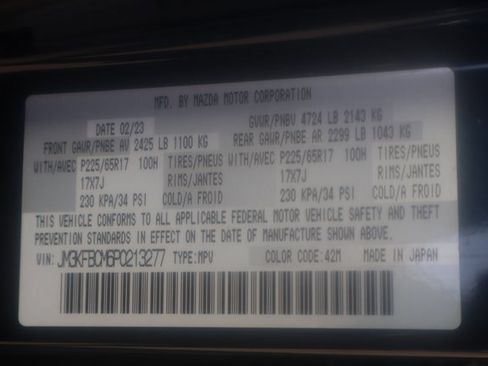 MFD. BY MAZDA MOTOR CORPORATION
DATE 02/23 GVWR/PNBV 4724 LB 2143 KG
FRONT GAWR/PNBE AV 2425 LB 1100 KG REAR GAWR/PNBE AR 2299 LB 1043 KG
WITH/AVEC P225/65R17 100H TIRES/PNEUS WITH/AVEC P225/65R17 100H TIRES/PNEUS
17X7J RIMS/JANTES 17X7J RIMS/JANTES
230 KPA/34 PSI COLD/A FROID 230 KPA/34 PSI COLD/A FROID
THIS VEHICLE CONFORMS TO ALL APPLICABLE FEDERAL MOTOR VEHICLE SAFETY AND THEFT
PREVENTION STANDARDS IN EFFECT ON THE DATE OF MANUFACTURE SHOWN ABOVE.
VIN: JM3KFBCM6P0213277 TYPE:MPV COLOR CODE:42M MADE IN JAPAN